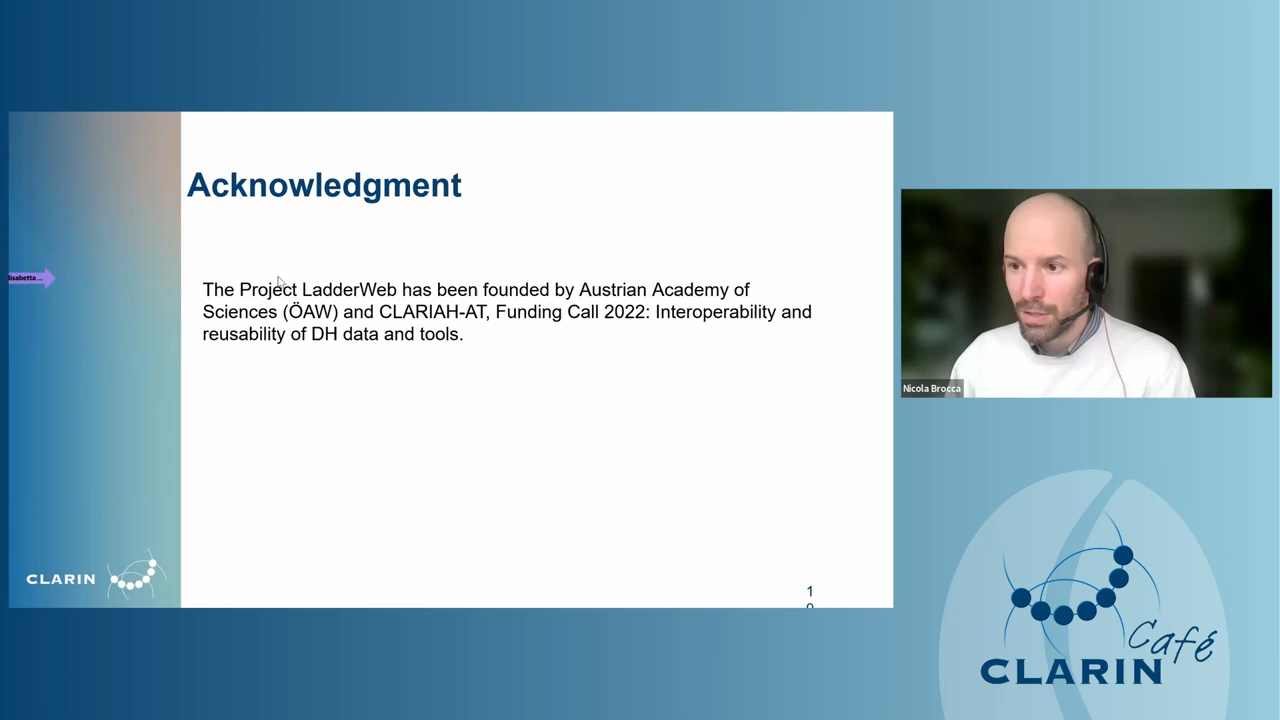 Acknowledgment
lisabetta...
The Project LadderWeb has been founded by Austrian Academy of
Sciences (ÖAW) and CLARIAH-AT, Funding Call 2022: Interoperability and
reusability of DH data and tools.
Nicola Brocca
CLARIN
1
Café
CLARIN